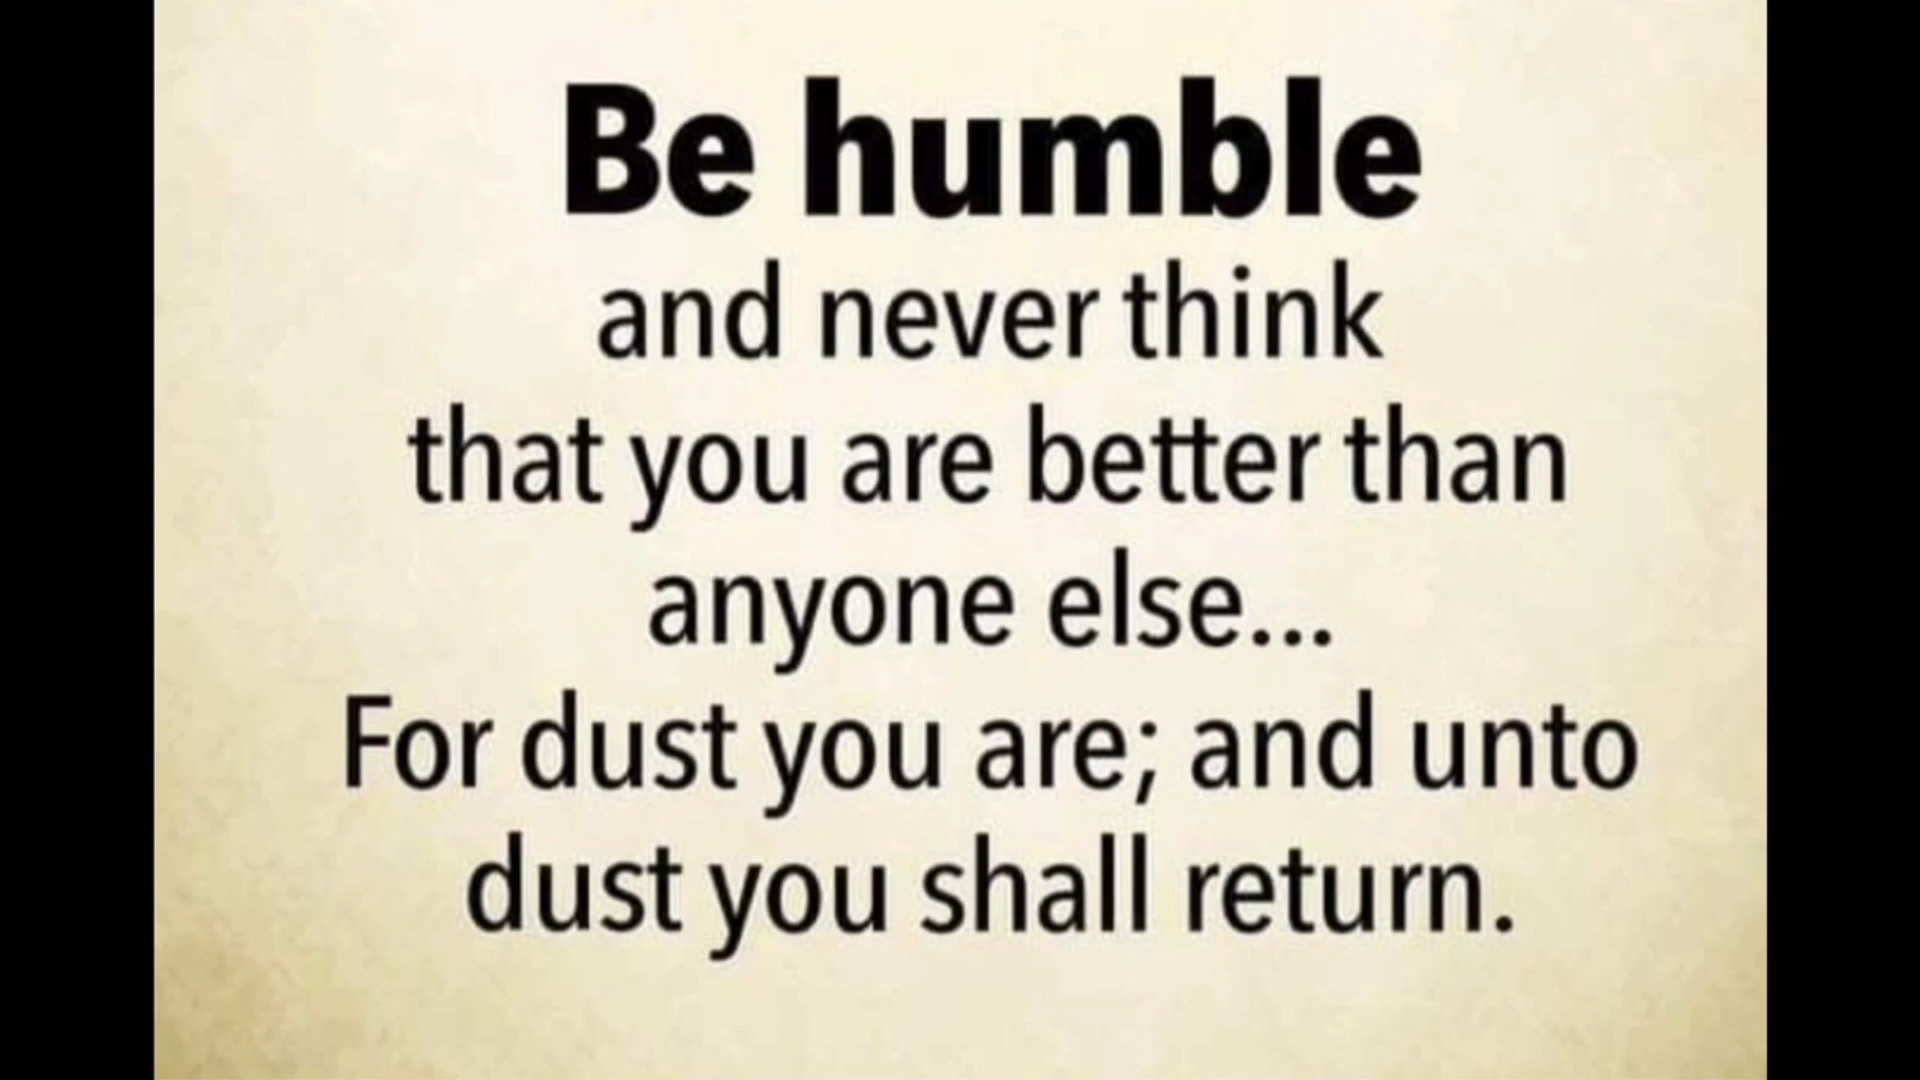 Be humble
and never think
that you are better than
anyone else...
For dust you are; and unto
dust you shall return.